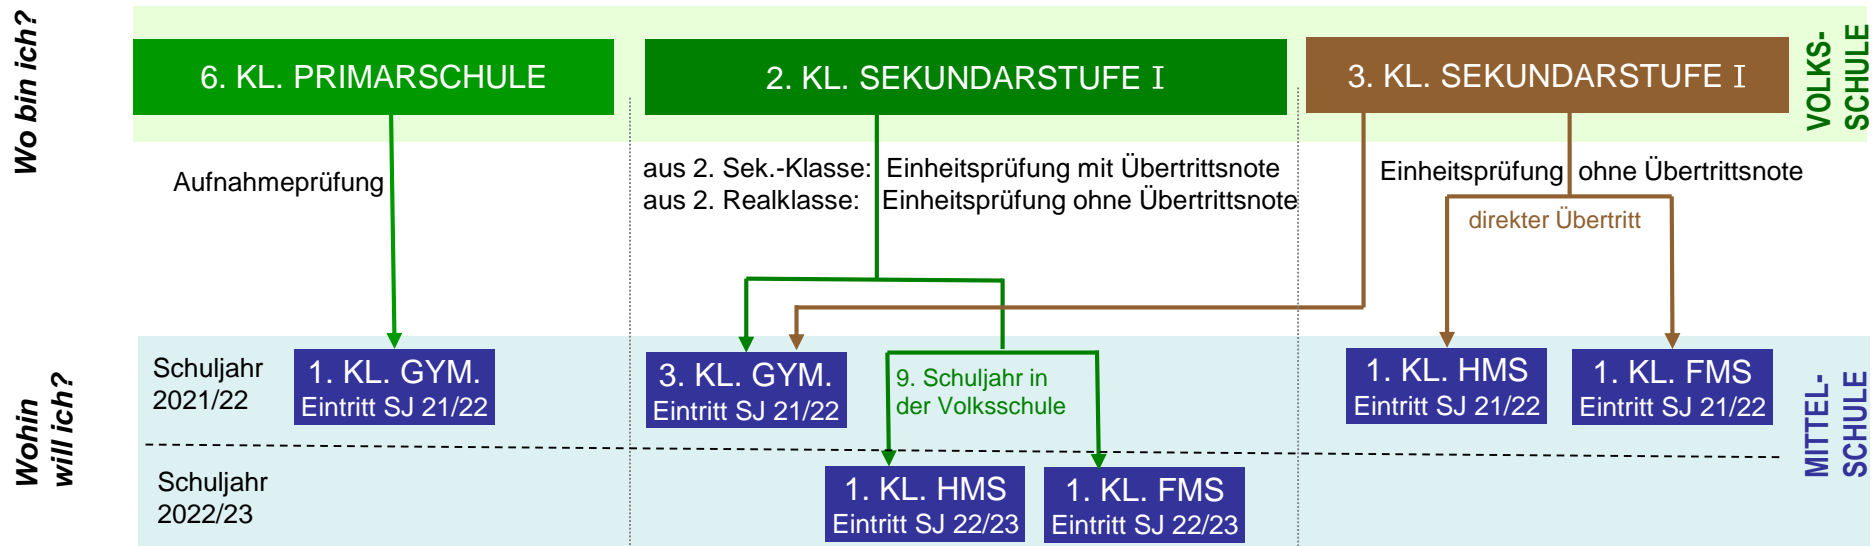 Wo bin ich?
6. KL. PRIMARSCHULE
2. KL. SEKUNDARSTUFE I
3. KL. SEKUNDARSTUFE I
VOLKS-
SCHULE
Aufnahmeprüfung
aus 2. Sek.-Klasse: Einheitsprüfung mit Übertrittsnote
aus 2. Realklasse: Einheitsprüfung ohne Übertrittsnote
Einheitsprüfung ohne Übertrittsnote
direkter Übertritt
Wohin
will ich?
Schuljahr
2021/22
1. KL. GYM.
Eintritt SJ 21/22
3. KL. GYM.
Eintritt SJ 21/22
9. Schuljahr in
der Volksschule
1. KL. HMS
Eintritt SJ 21/22
1. KL. FMS
Eintritt SJ 21/22
MITTEL-
SCHULE
Schuljahr
2022/23
1. KL. HMS
Eintritt SJ 22/23
1. KL. FMS
Eintritt SJ 22/23